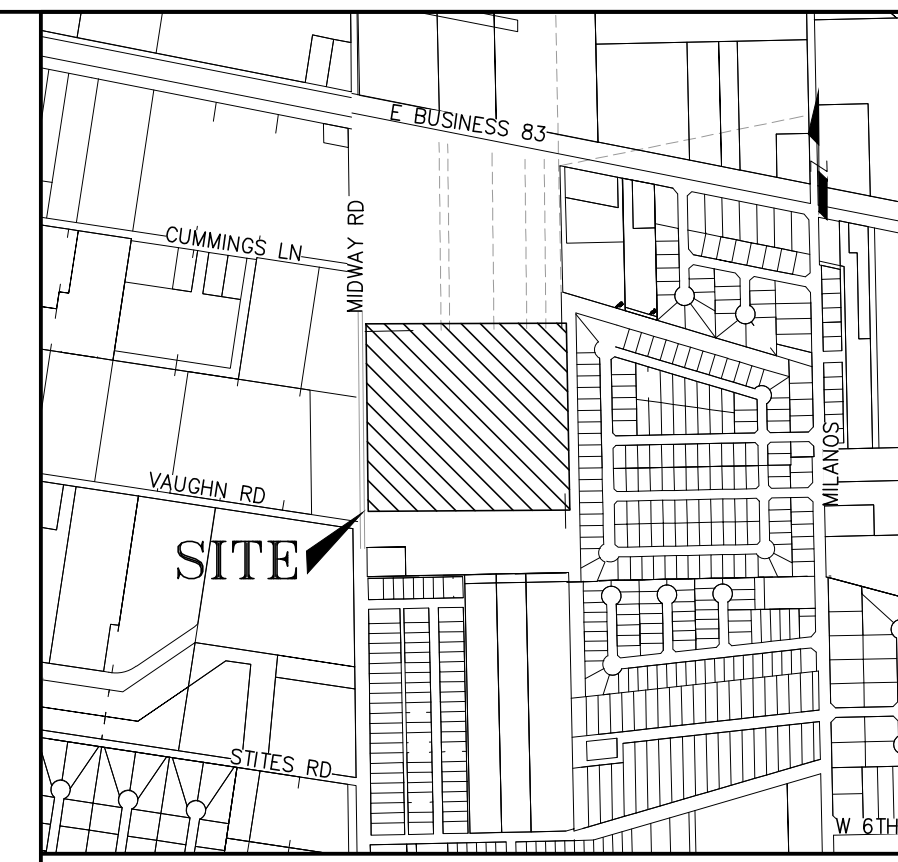 E BUSINESS 83
CUMMINGS LN
MIDWAY RD
VAUGHN RD
MILANOS
SITE
STITES RD
W 6TH